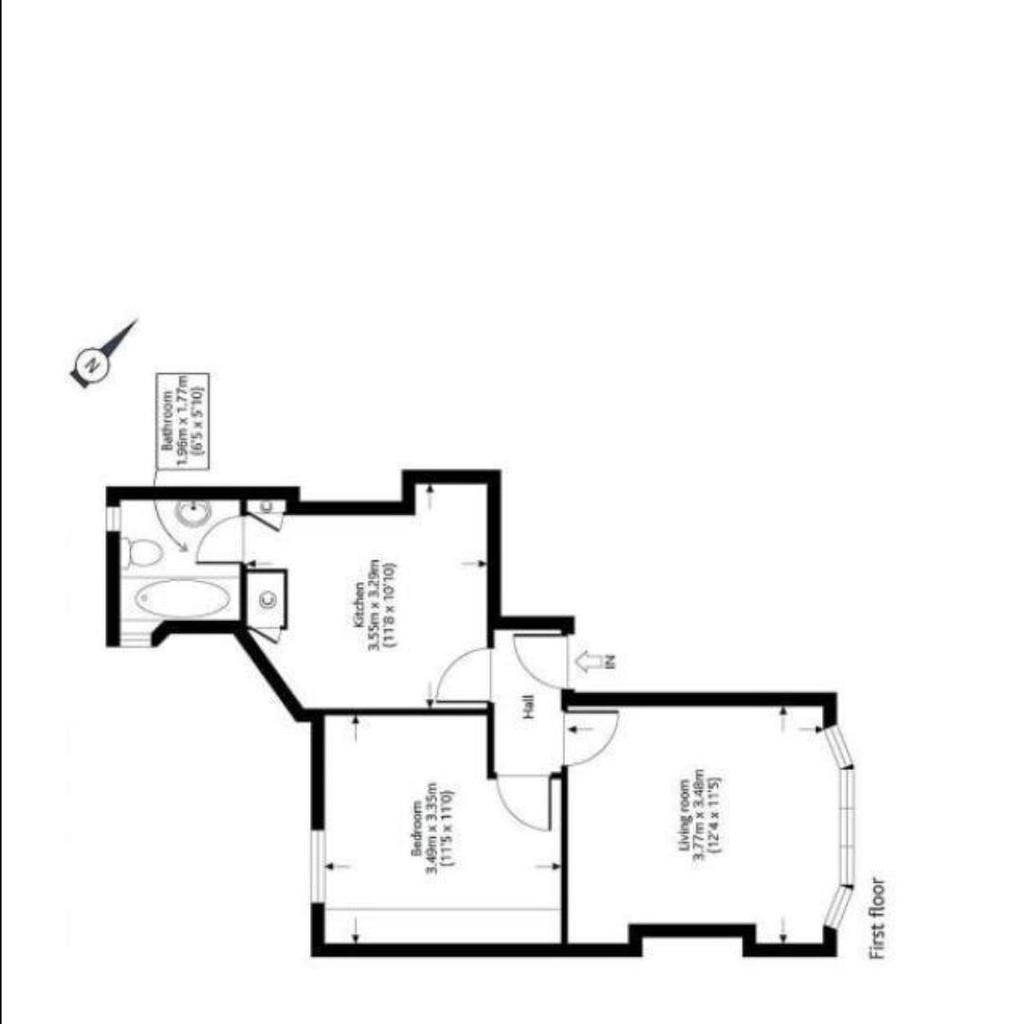 N
Bathroom
1.96m x 1.77m
(6'5 x 5'10)
C
C
Kitchen
3.55m x 3.29m
(11'8 x 10'10)
IN
Hall
Bedroom
3.49m x 3.35m
(11'5 x 11'0)
Living room
3.77m x 3.48m
(12'4 x 11'5)
First floor